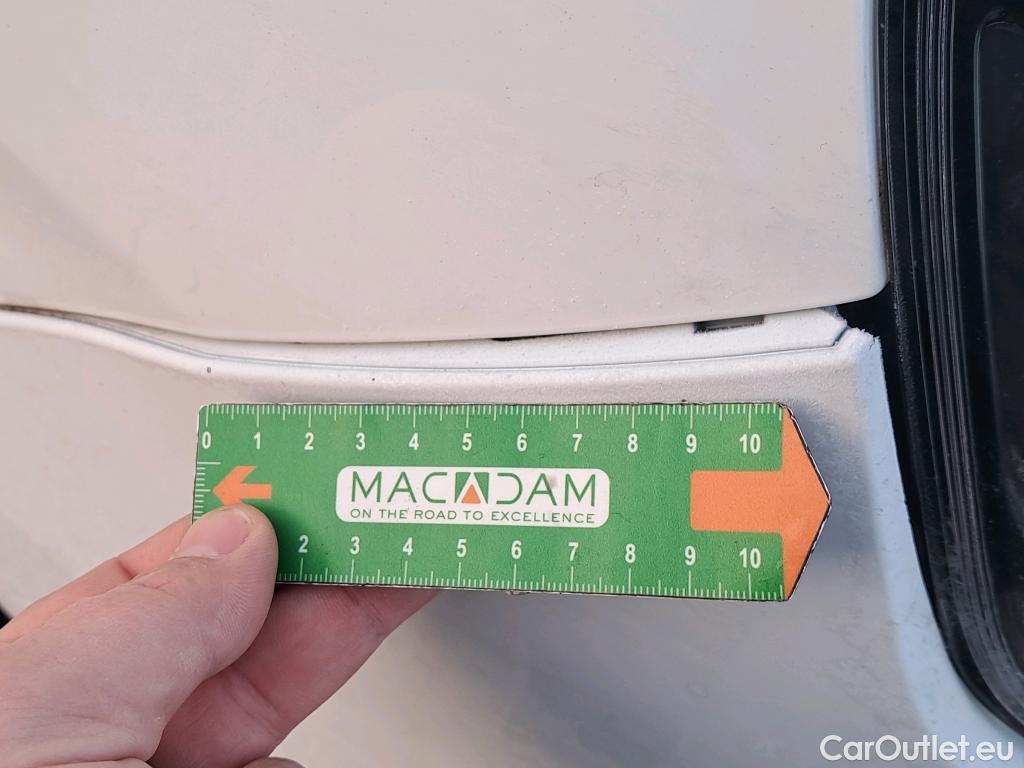 0 1 2 3 4 5 6 7 8 9 10
MACADAM
ON THE ROAD TO EXCELLENCE
2 3 4 5 6 7 8 9 10
CarOutlet.eu